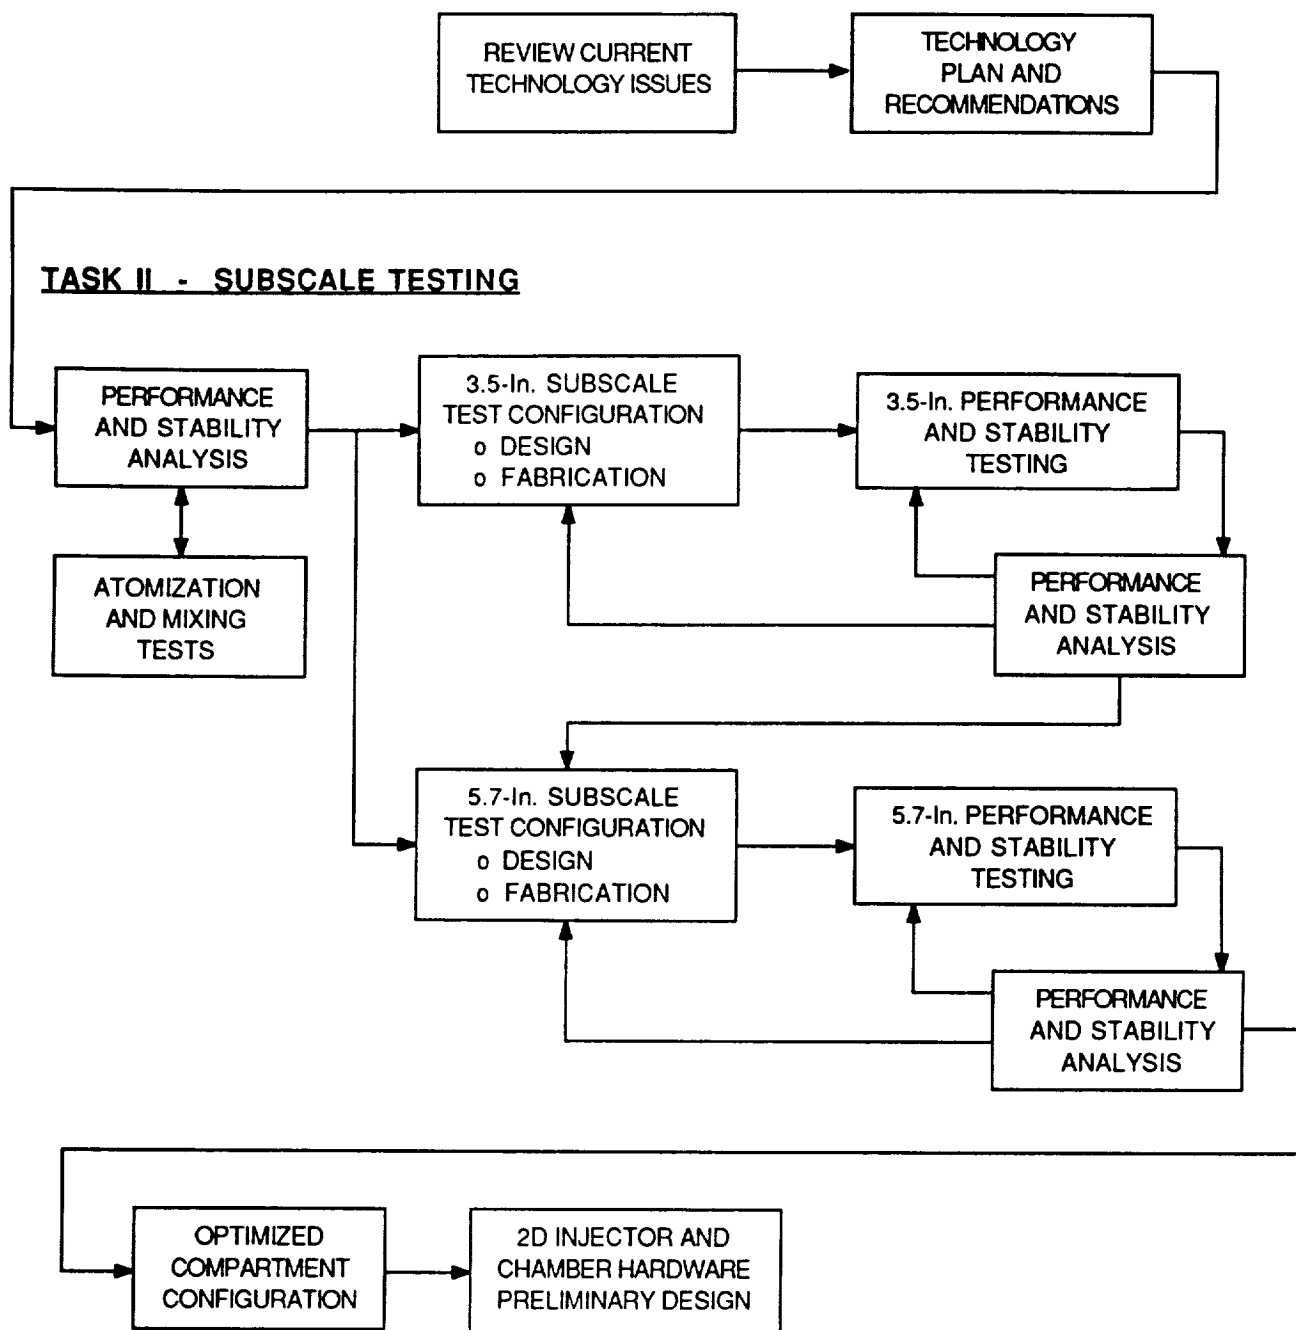 REVIEW CURRENT
TECHNOLOGY ISSUES
TECHNOLOGY
PLAN AND
RECOMMENDATIONS
TASK II - SUBSCALE TESTING
PERFORMANCE
AND STABILITY
ANALYSIS
3.5-In. SUBSCALE
TEST CONFIGURATION
o DESIGN
o FABRICATION
3.5-In. PERFORMANCE
AND STABILITY
TESTING
ATOMIZATION
AND MIXING
TESTS
PERFORMANCE
AND STABILITY
ANALYSIS
5.7-In. SUBSCALE
TEST CONFIGURATION
o DESIGN
o FABRICATION
5.7-In. PERFORMANCE
AND STABILITY
TESTING
PERFORMANCE
AND STABILITY
ANALYSIS
OPTIMIZED
COMPARTMENT
CONFIGURATION
2D INJECTOR AND
CHAMBER HARDWARE
PRELIMINARY DESIGN